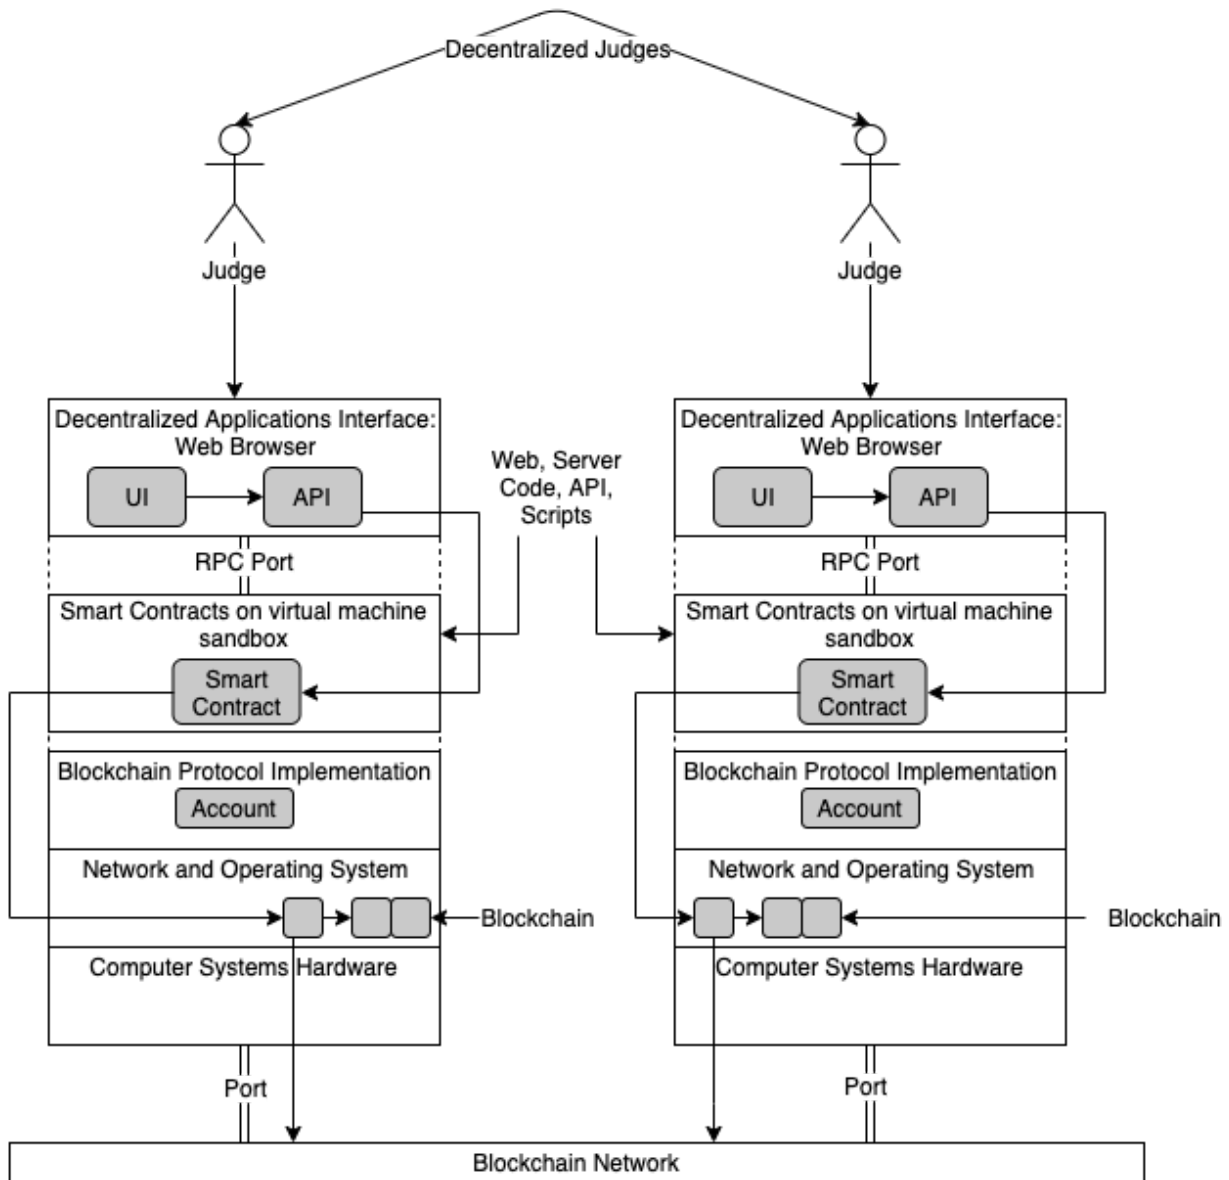 Decentralized Judges
Judge
Judge
Decentralized Applications Interface:
Web Browser
UI
API
RPC Port
Smart Contracts on virtual machine
sandbox
Smart
Contract
Blockchain Protocol Implementation
Account
Network and Operating System
Blockchain
Computer Systems Hardware
Port
Web, Server
Code, API,
Scripts
Decentralized Applications Interface:
Web Browser
UI
API
RPC Port
Smart Contracts on virtual machine
sandbox
Smart
Contract
Blockchain Protocol Implementation
Account
Network and Operating System
Blockchain
Computer Systems Hardware
Port
Blockchain Network